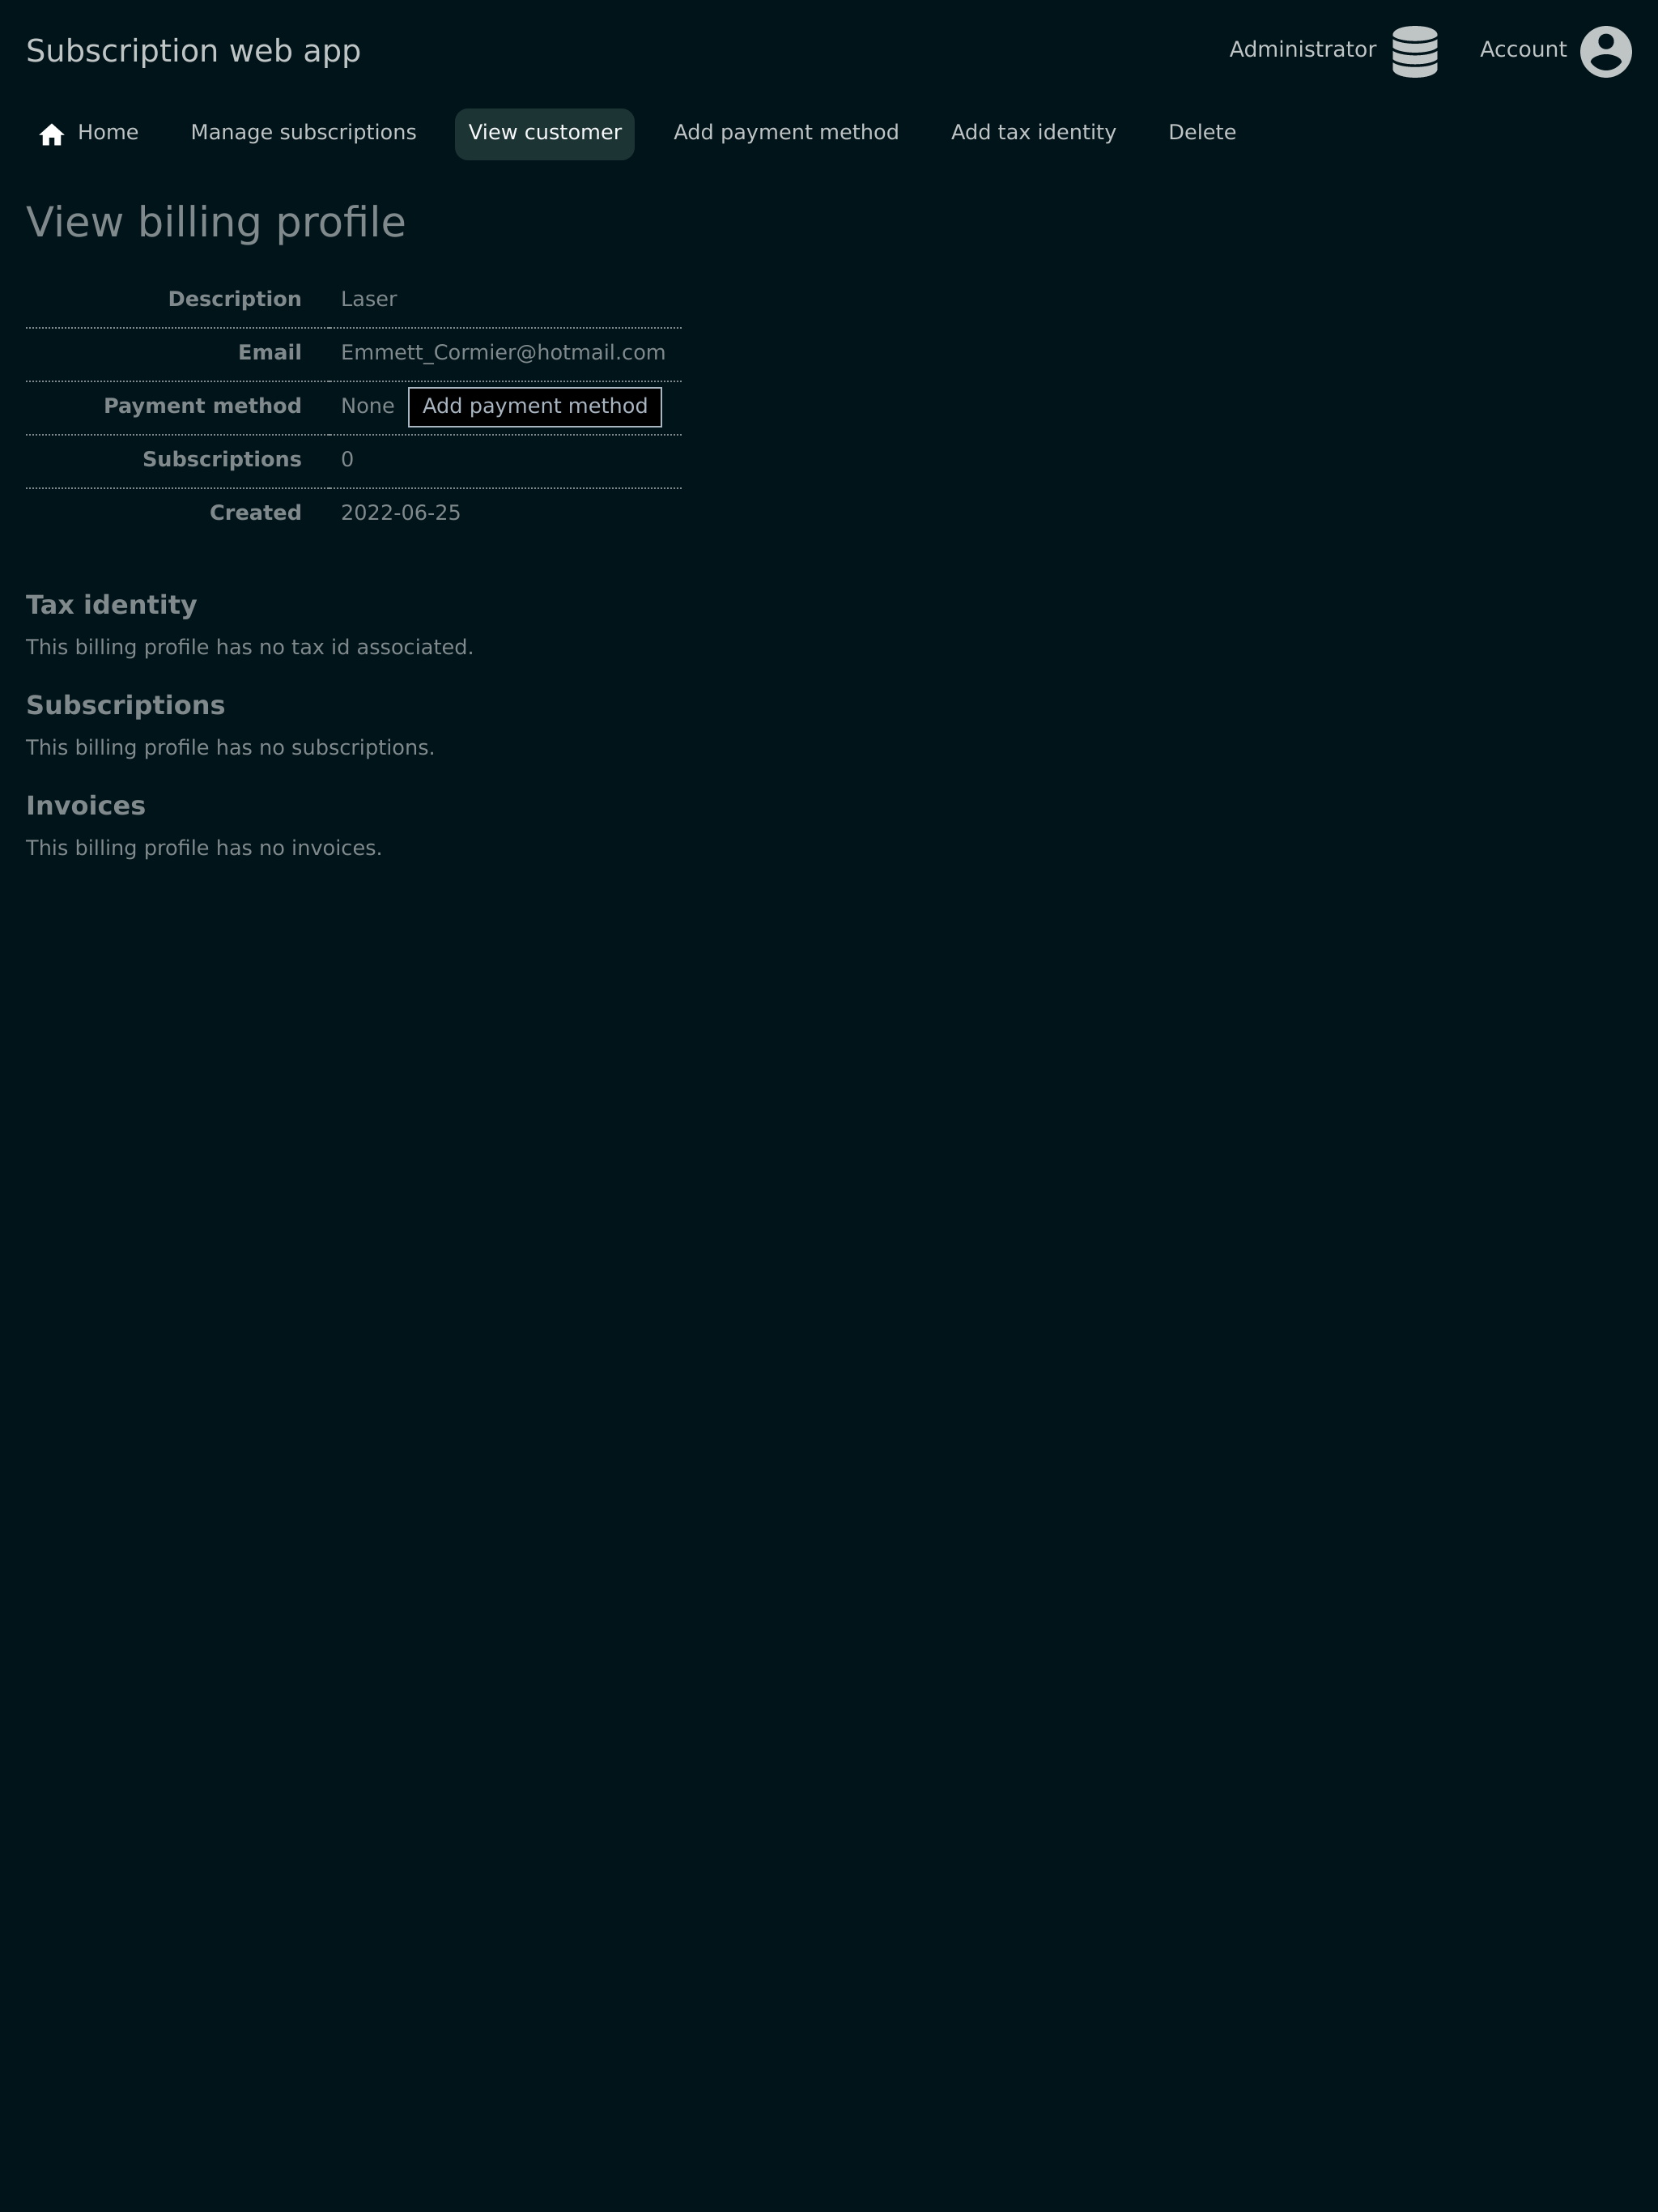 Subscription web app
Administrator Account
Home Manage subscriptions View customer Add payment method Add tax identity Delete
View billing profile
Description Laser
Email Emmett_Cormier@hotmail.com
Payment method None Add payment method
Subscriptions 0
Created 2022-06-25
Tax identity
This billing profile has no tax id associated.
Subscriptions
This billing profile has no subscriptions.
Invoices
This billing profile has no invoices.